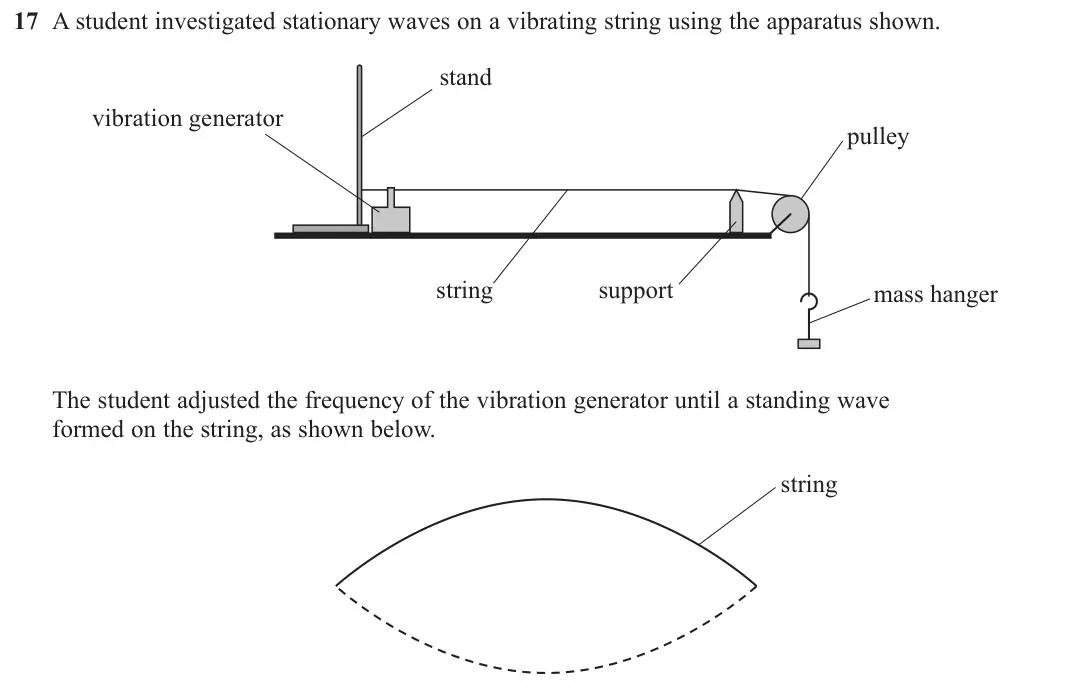 17 A student investigated stationary waves on a vibrating string using the apparatus shown.
stand
vibration generator
pulley
string
support
mass hanger
The student adjusted the frequency of the vibration generator until a standing wave
formed on the string, as shown below.
string